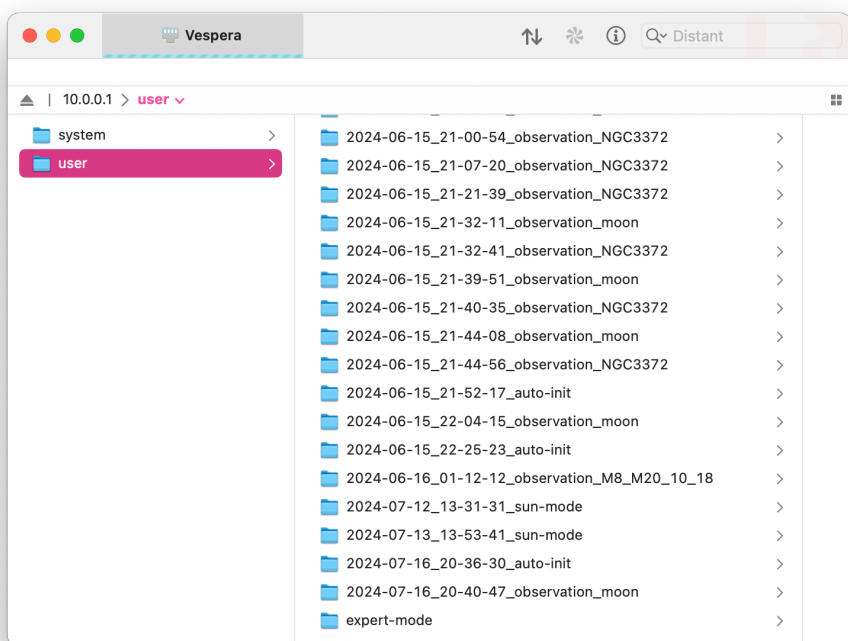 Vespera
Distant
10.0.0.1 > user
system
user
2024-06-15_21-00-54_observation_NGC3372
2024-06-15_21-07-20_observation_NGC3372
2024-06-15_21-21-39_observation_NGC3372
2024-06-15_21-32-11_observation_moon
2024-06-15_21-32-41_observation_NGC3372
2024-06-15_21-39-51_observation_moon
2024-06-15_21-40-35_observation_NGC3372
2024-06-15_21-44-08_observation_moon
2024-06-15_21-44-56_observation_NGC3372
2024-06-15_21-52-17_auto-init
2024-06-15_22-04-15_observation_moon
2024-06-15_22-25-23_auto-init
2024-06-16_01-12-12_observation_M8_M20_10_18
2024-07-12_13-31-31_sun-mode
2024-07-13_13-53-41_sun-mode
2024-07-16_20-36-30_auto-init
2024-07-16_20-40-47_observation_moon
expert-mode